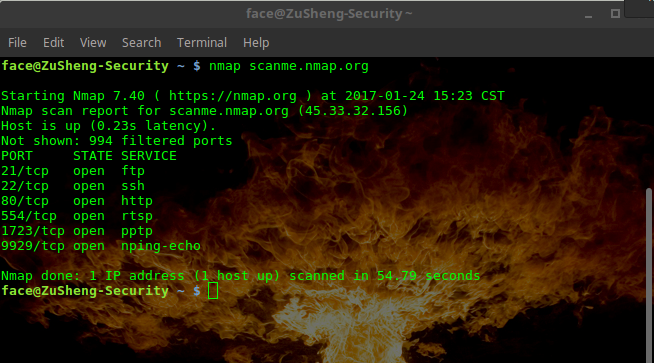 face@ZuSheng-Security ~
File Edit View Search Terminal Help
face@ZuSheng-Security ~ $ nmap scanme.nmap.org
Starting Nmap 7.40 ( https://nmap.org ) at 2017-01-24 15:23 CST
Nmap scan report for scanme.nmap.org (45.33.32.156)
Host is up (0.23s latency).
Not shown: 994 filtered ports
PORT     STATE SERVICE
21/tcp   open  ftp
22/tcp   open  ssh
80/tcp   open  http
554/tcp  open  rtsp
1723/tcp open  pptp
9929/tcp open  nping-echo
Nmap done: 1 IP address (1 host up) scanned in 54.79 seconds
face@ZuSheng-Security ~ $